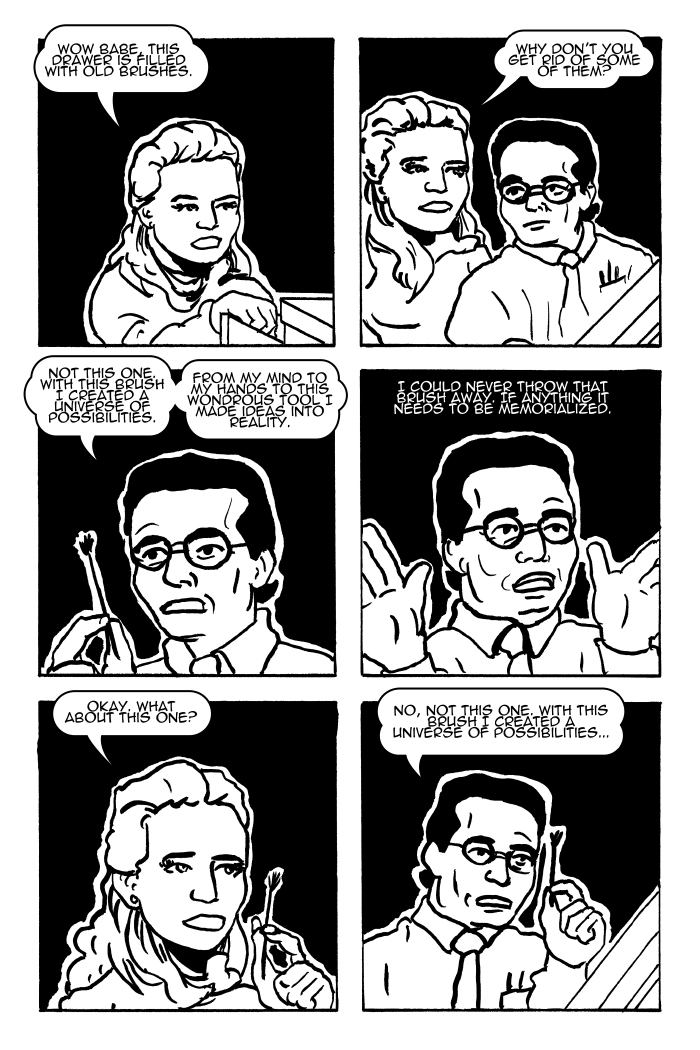 WOW BABE, THIS
DRAWER IS FILLED
WITH OLD BRUSHES.
WHY DON'T YOU
GET RID OF SOME
OF THEM?
NOT THIS ONE.
WITH THIS BRUSH
I CREATED A
UNIVERSE OF
POSSIBILITIES.
FROM MY MIND TO
MY HANDS TO THIS
WONDROUS TOOL I
MADE IDEAS INTO
REALITY.
I COULD NEVER THROW THAT
BRUSH AWAY. IF ANYTHING IT
NEEDS TO BE MEMORIALIZED.
OKAY. WHAT
ABOUT THIS ONE?
NO, NOT THIS ONE. WITH THIS
BRUSH I CREATED A
UNIVERSE OF POSSIBILITIES...